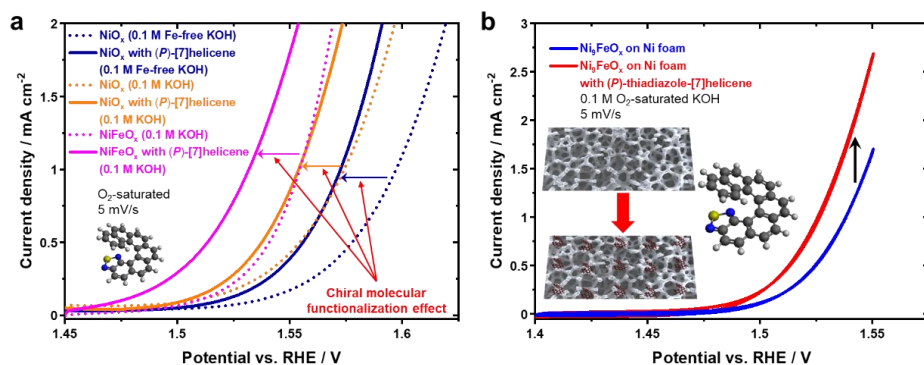 a
Current density / mA cm⁻²
2
1.5
1
0.5
0
NiOₓ (0.1 M Fe-free KOH)
NiOₓ with (P)-[7]helicene
(0.1 M Fe-free KOH)
NiOₓ (0.1 M KOH)
NiOₓ with (P)-[7]helicene
(0.1 M KOH)
NiFeOₓ (0.1 M KOH)
NiFeOₓ with (P)-[7]helicene
(0.1 M KOH)
O₂-saturated
5 mV/s
Chiral molecular
functionalization effect
1.45
1.5
1.55
1.6
Potential vs. RHE / V
b
Current density / mA cm⁻²
3
2.5
2
1.5
1
0.5
0
Ni₉FeOₓ on Ni foam
Ni₉FeOₓ on Ni foam
with (P)-thiadiazole-[7]helicene
0.1 M O₂-saturated KOH
5 mV/s
1.4
1.45
1.5
1.55
Potential vs. RHE / V